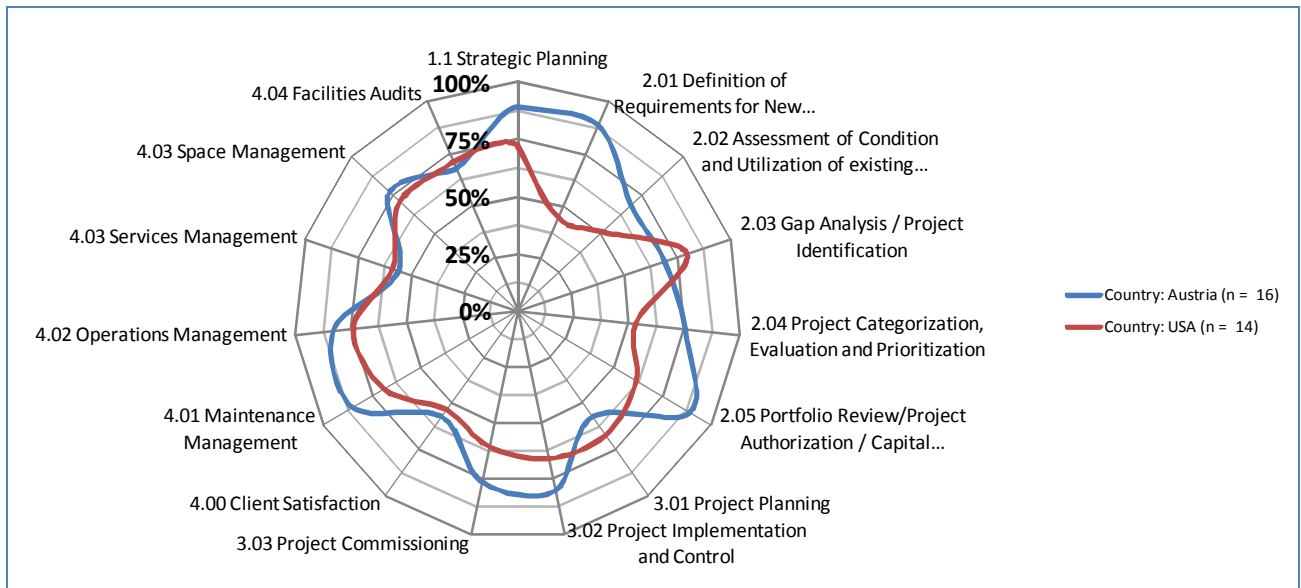 1.1 Strategic Planning
100%
75%
50%
25%
0%
2.01 Definition of
Requirements for New...
2.02 Assessment of Condition
and Utilization of existing...
2.03 Gap Analysis / Project
Identification
2.04 Project Categorization,
Evaluation and Prioritization
2.05 Portfolio Review/Project
Authorization / Capital...
3.01 Project Planning
3.02 Project Implementation
and Control
3.03 Project Commissioning
4.00 Client Satisfaction
4.01 Maintenance
Management
4.02 Operations Management
4.03 Services Management
4.03 Space Management
4.04 Facilities Audits
Country: Austria (n = 16)
Country: USA (n = 14)